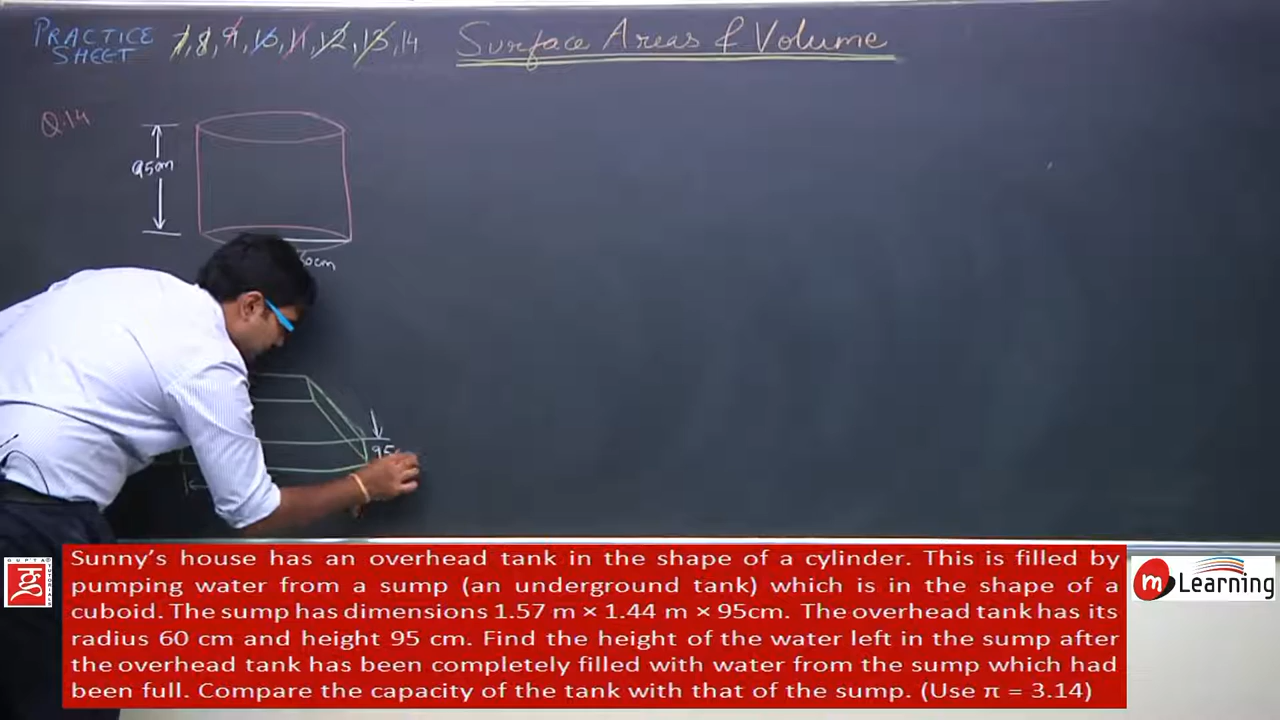 PRACTICE SHEET 7, 8, 9, 10, 11, 12, 13, 14
Surface Areas & Volume
Q.14
95cm
60cm
95
Sunny's house has an overhead tank in the shape of a cylinder. This is filled by
pumping water from a sump (an underground tank) which is in the shape of a
cuboid. The sump has dimensions 1.57 m × 1.44 m × 95cm. The overhead tank has its
radius 60 cm and height 95 cm. Find the height of the water left in the sump after
the overhead tank has been completely filled with water from the sump which had
been full. Compare the capacity of the tank with that of the sump. (Use π = 3.14)
GUPTA
TUTORIALS
m Learning